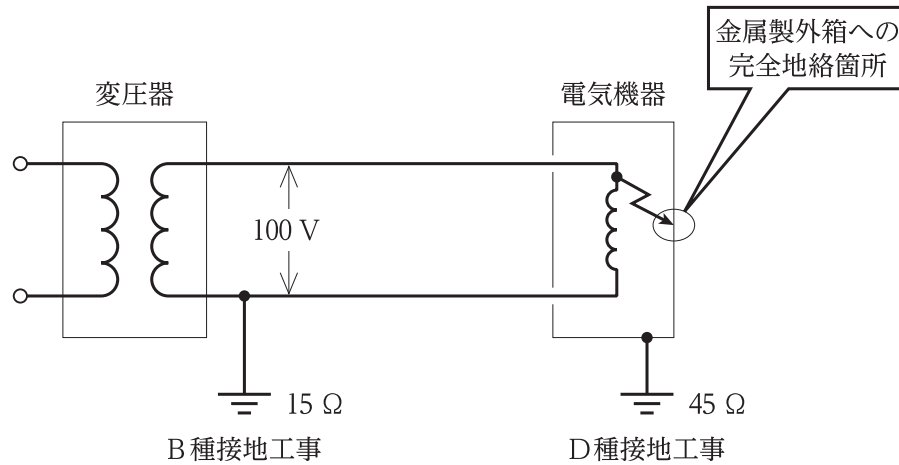 金属製外箱への
完全地絡箇所
変圧器
電気機器
100 V
15 Ω
45 Ω
B種接地工事
D種接地工事